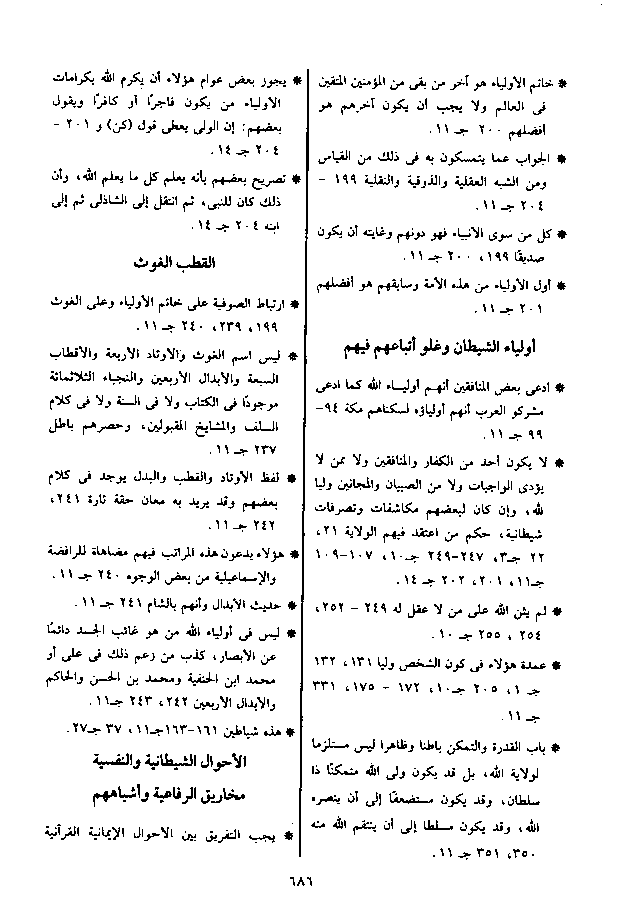 * خاتم الأولياء هو آخر من بقى من المؤمنين المتقين
فى العالم ولا يجب أن يكون آخرهم هو
أفضلهم ٢٠٠ جـ ١١.
* الجواب عما يتمسكون به فى ذلك من القياس
ومن الشبه العقلية والذوقية والنقلية ١٩٩ -
٢٠٤ جـ ١١.
* كل من سوى الأنبياء فهو دونهم وغايته أن يكون
صديقًا ١٩٩، ٢٠٠ جـ ١١.
* أول الأولياء من هذه الأمة وسابقهم هو أفضلهم
٢٠١ جـ ١١.
أولياء الشيطان وغلو أتباعهم فيهم
* ادعى بعض المنافقين أنهم أولياء الله كما ادعى
مشركو العرب أنهم أولياؤه لسكناهم مكة ٩٤-
٩٩ جـ ١١.
* لا يكون أحد من الكفار والمنافقين ولا ممن لا
يؤدى الواجبات ولا من الصبيان والمجانين وليا
لله، وإن كان لبعضهم مكاشفات وتصرفات
شيطانية، حكم من اعتقد فيهم الولاية ٢١،
٢٢ جـ٣، ٢٤٧-٢٤٩ جـ١٠، ١٠٧-١٠٩
جـ١١، ٢٠١، ٢٠٢ جـ ١٤.
* لم يثن الله على من لا عقل له ٢٤٩ - ٢٥٢،
٢٥٤ ، ٢٥٥ جـ ١٠.
* عمدة هؤلاء فى كون الشخص وليا ١٣١، ١٣٢
جـ ١، ٢٠٥ جـ١٠، ١٧٢ - ١٧٥، ٣٣١
جـ ١١.
* باب القدرة والتمكن باطنا وظاهرا ليس مستلزما
لولاية الله، بل قد يكون ولى الله متمكنًا ذا
سلطان، وقد يكون مستضعفا إلى أن ينصره
الله، وقد يكون مسلطا إلى أن ينتقم الله منه
٣٥٠، ٣٥١ جـ ١١.
* يجوز بعض عوام هؤلاء أن يكرم الله بكرامات
الأولياء من يكون فاجرًا أو كافرًا ويقول
بعضهم: إن الولى يعطى قول (كن) و ٢٠١ -
٢٠٤ جـ ١٤.
* تصريح بعضهم بأنه يعلم كل ما يعلم الله، وأن
ذلك كان للنبى، ثم انتقل إلى الشاذلى ثم إلى
ابنه ٢٠٤ جـ ١٤.
القطب الغوث
* ارتباط الصوفية على خاتم الأولياء وعلى الغوث
١٩٩، ٢٣٩، ٢٤٠ جـ ١١.
* ليس اسم الغوث والأوتاد الأربعة والأقطاب
السبعة والأبدال الأربعين والنجباء الثلاثمائة
موجودًا فى الكتاب ولا فى السنة ولا فى كلام
السلف والمشايخ المقبولين، وحصرهم باطل
٢٣٧ جـ ١١.
* لفظ الأوتاد والقطب والبدل يوجد فى كلام
بعضهم وقد يريد به معان حقة تارة ٢٤١،
٢٤٢ جـ ١١.
* هؤلاء يدعون هذه المراتب فيهم مضاهاة للرافضة
والإسماعيلية من بعض الوجوه ٢٤٠ جـ ١١.
* حديث الأبدال وأنهم بالشام ٢٤١ جـ ١١.
* ليس فى أولياء الله من هو غائب الجسد دائمًا
عن الأبصار، كذب من زعم ذلك فى على أو
محمد ابن الحنفية ومحمد بن الحسن والحاكم
والأبدال الأربعين ٢٤٢، ٢٤٣ جـ١١.
* هذه شياطين ١٦١-١٦٣جـ١١، ٣٧ جـ٢٧.
الأحوال الشيطانية والنفسية
مخاريق الرفاعية وأشباههم
* يجب التفريق بين الأحوال الإيمانية القرآنية
٦٨٦